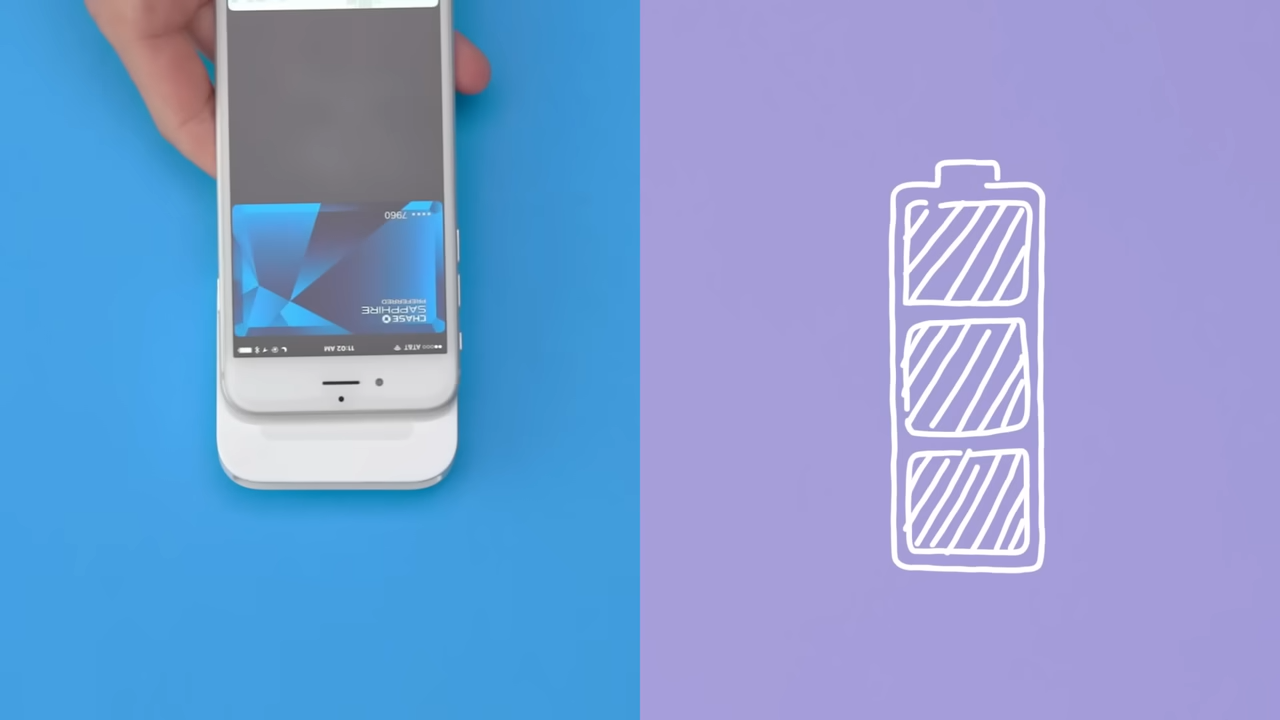 •••• 7960
CHASE
SAPPHIRE
PREFERRED
AT&T 11:02 AM